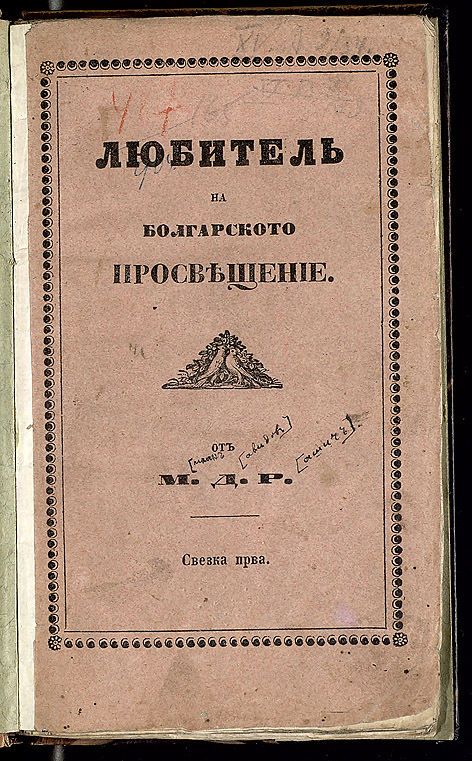 ЛЮБИТЕЛЬ
НА
БОЛГАРСКОТО
ПРОСВѢЩЕНІЕ.
ОТЪ
М. Д. Р.
Свезка прва.